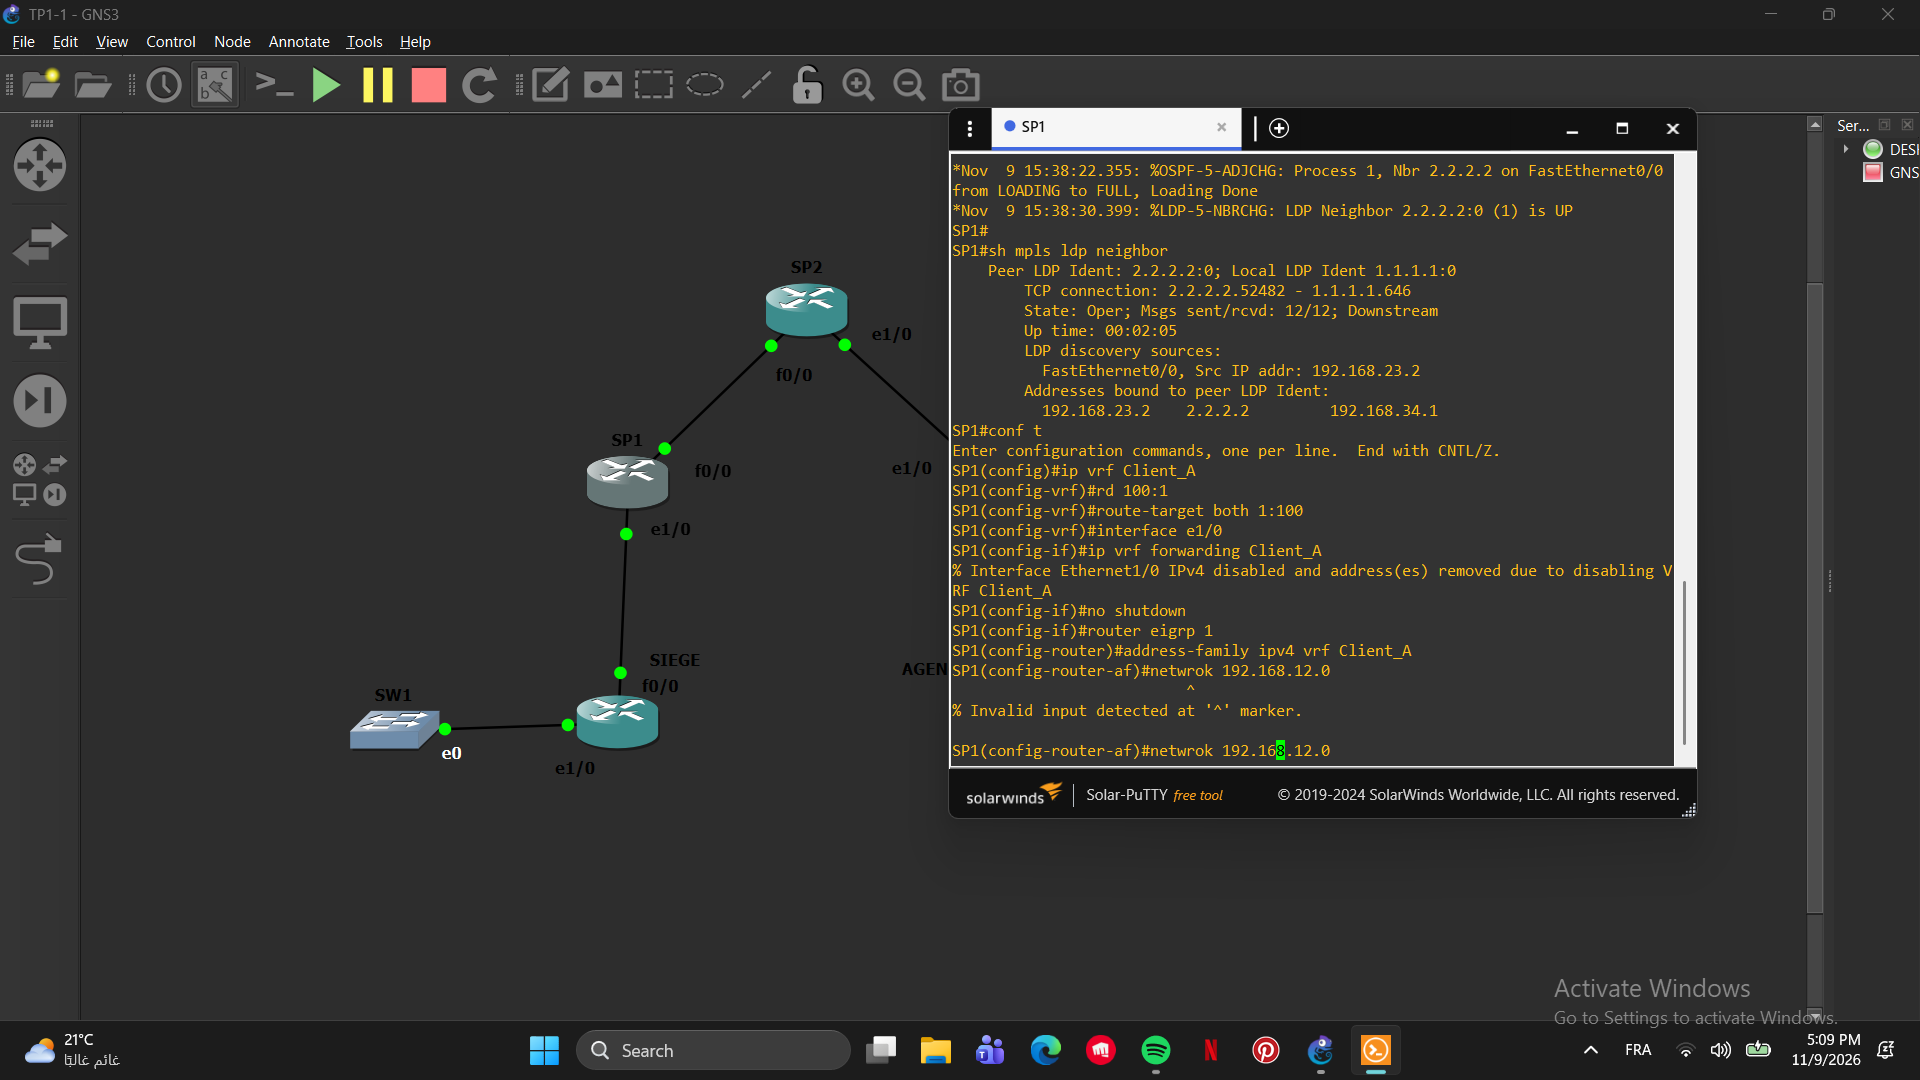 TP1-1 - GNS3
File Edit View Control Node Annotate Tools Help
SP1
Ser...
DESI
GNS
*Nov  9 15:38:22.355: %OSPF-5-ADJCHG: Process 1, Nbr 2.2.2.2 on FastEthernet0/0
from LOADING to FULL, Loading Done
*Nov  9 15:38:30.399: %LDP-5-NBRCHG: LDP Neighbor 2.2.2.2:0 (1) is UP
SP1#
SP1#sh mpls ldp neighbor
Peer LDP Ident: 2.2.2.2:0; Local LDP Ident 1.1.1.1:0
TCP connection: 2.2.2.2.52482 - 1.1.1.1.646
State: Oper; Msgs sent/rcvd: 12/12; Downstream
Up time: 00:02:05
LDP discovery sources:
FastEthernet0/0, Src IP addr: 192.168.23.2
Addresses bound to peer LDP Ident:
192.168.23.2    2.2.2.2         192.168.34.1
SP1#conf t
Enter configuration commands, one per line.  End with CNTL/Z.
SP1(config)#ip vrf Client_A
SP1(config-vrf)#rd 100:1
SP1(config-vrf)#route-target both 1:100
SP1(config-vrf)#interface e1/0
SP1(config-if)#ip vrf forwarding Client_A
% Interface Ethernet1/0 IPv4 disabled and address(es) removed due to disabling V
RF Client_A
SP1(config-if)#no shutdown
SP1(config-if)#router eigrp 1
SP1(config-router)#address-family ipv4 vrf Client_A
SP1(config-router-af)#netwrok 192.168.12.0
^
% Invalid input detected at '^' marker.
SP1(config-router-af)#netwrok 192.168.12.0
solarwinds Solar-PuTTY free tool © 2019-2024 SolarWinds Worldwide, LLC. All rights reserved.
SP2
e1/0
f0/0
SP1
f0/0
e1/0
e1/0
SIEGE
f0/0
AGEN
SW1
e0
e1/0
Activate Windows
Go to Settings to activate Windows.
21°C
غائم غالبًا
Search
FRA
5:09 PM
11/9/2026